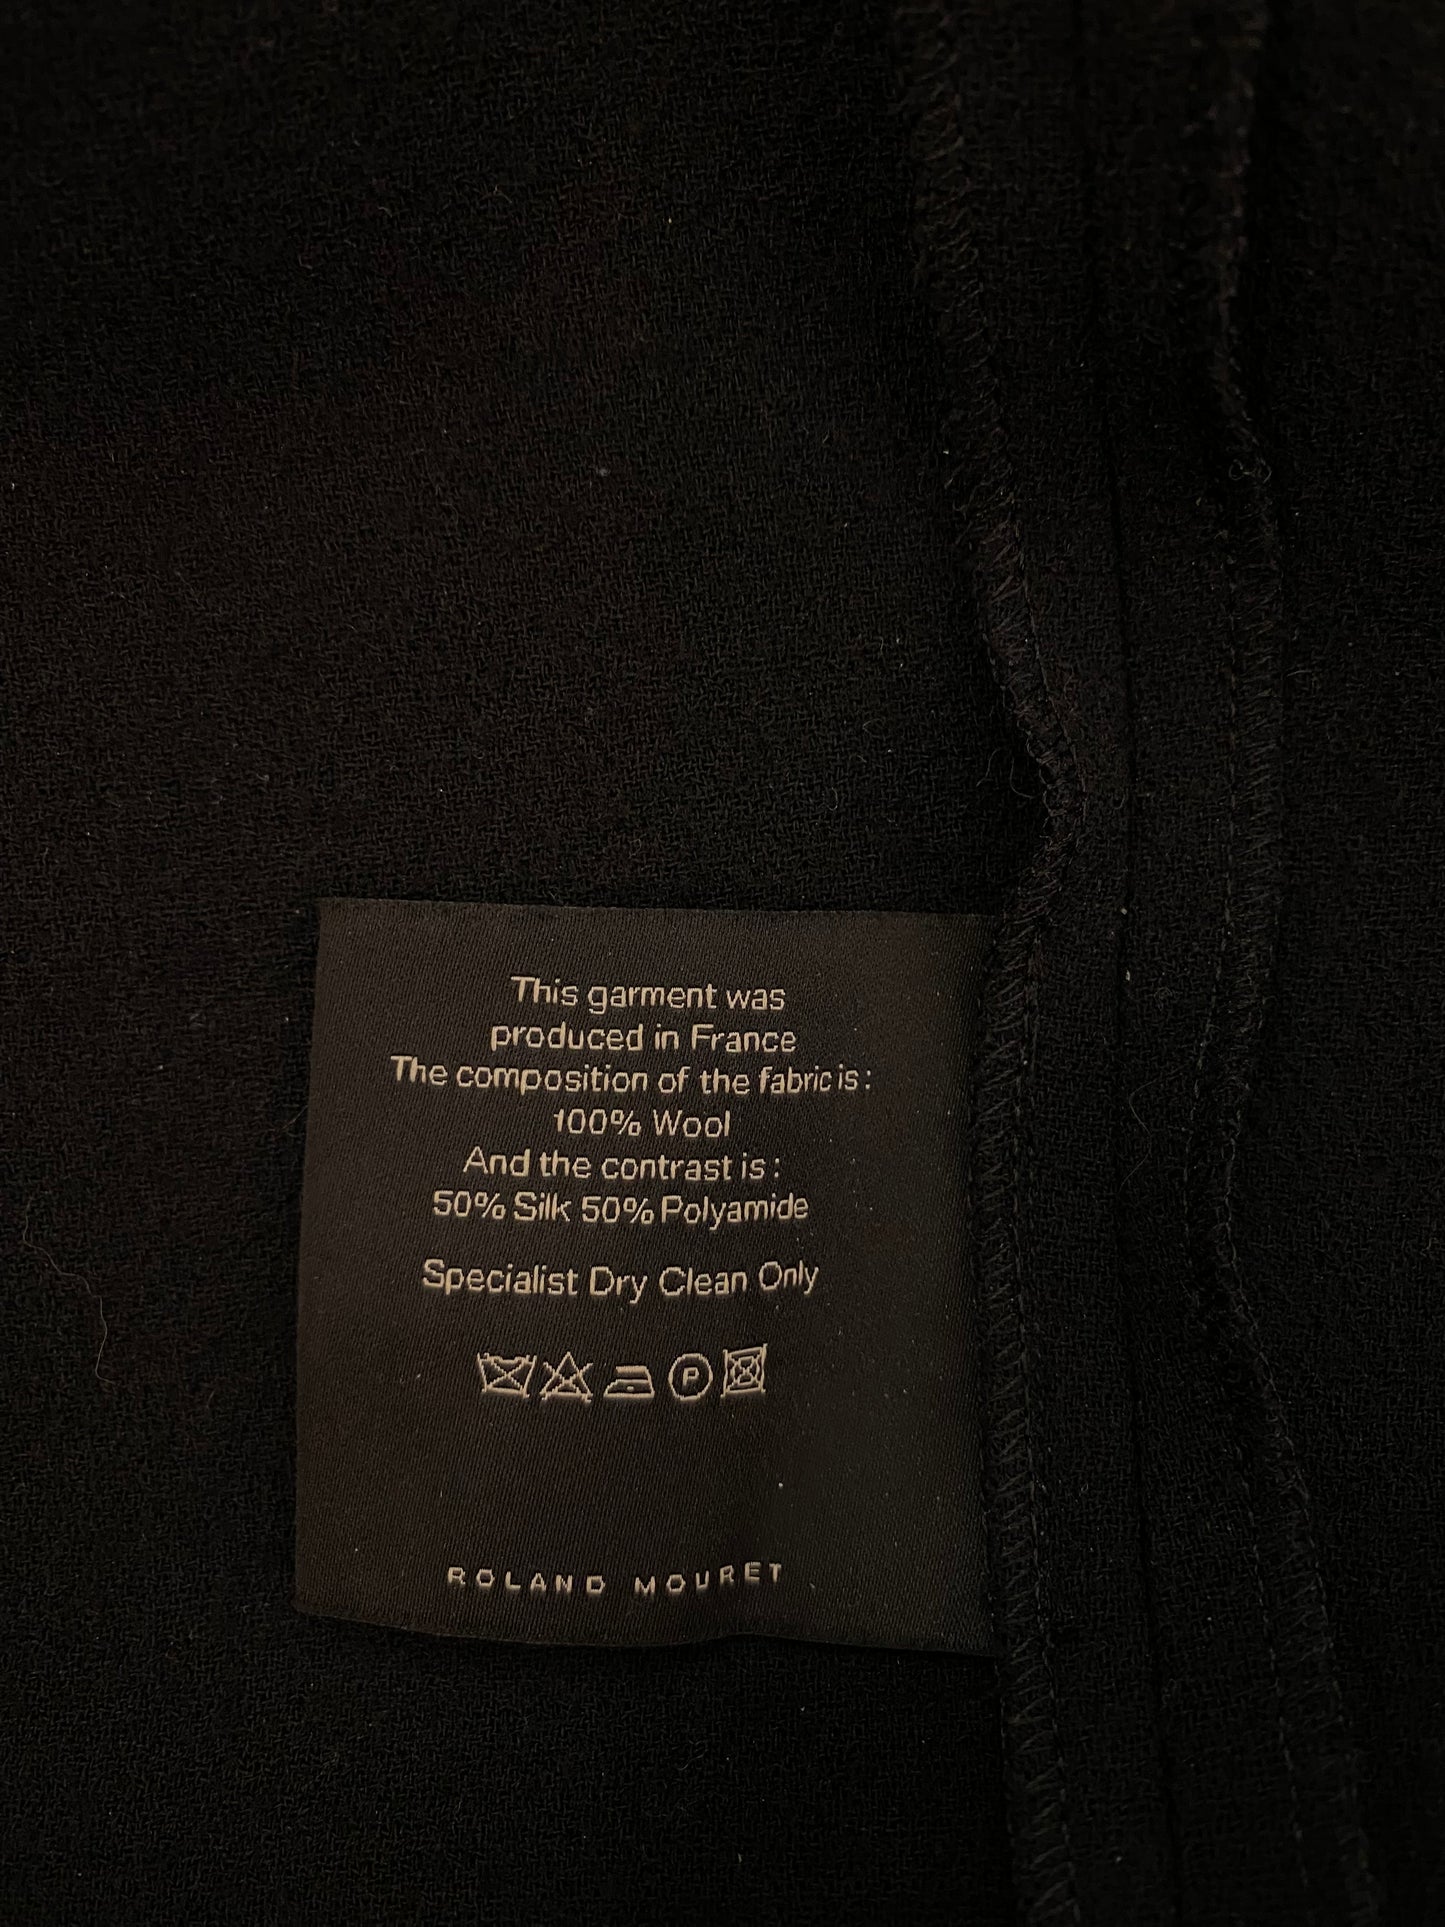 This garment was
produced in France
The composition of the fabric is:
100% Wool
And the contrast is:
50% Silk 50% Polyamide
Specialist Dry Clean Only
P
ROLAND MOURET